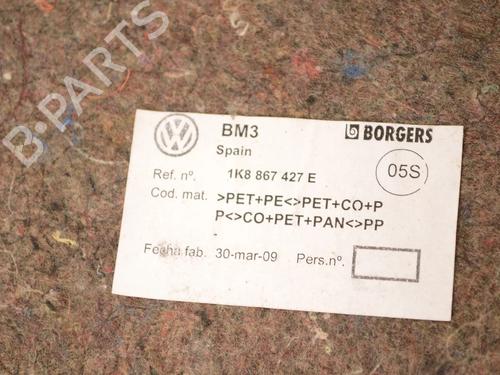 B-PARTS
BM3
BORGERS
Spain
Ref. nº. 1K8 867 427 E
05S
Cod. mat. >PET+PE<>PET+CO+P
P<>CO+PET+PAN<>PP
Fecha fab. 30-mar-09 Pers.nº.